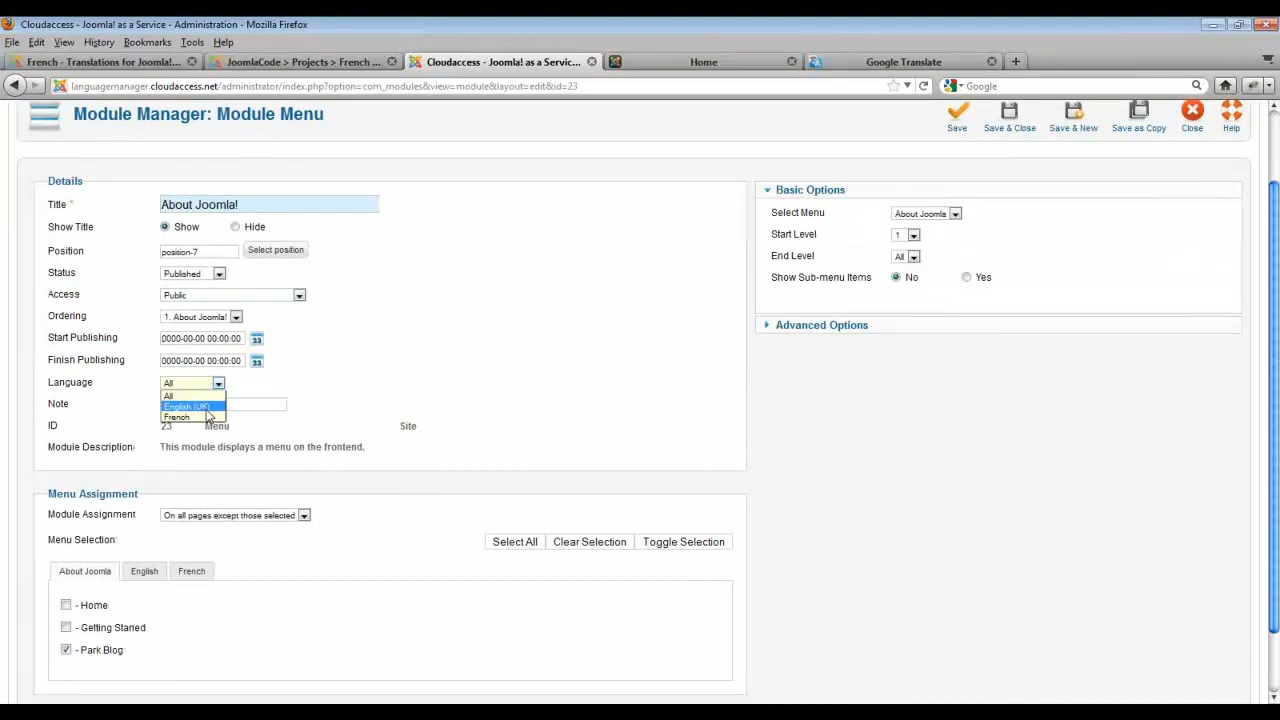 Cloudaccess - Joomla! as a Service - Administration - Mozilla Firefox
File Edit View History Bookmarks Tools Help
French - Translations for Joomla!... JoomlaCode > Projects > French ... Cloudaccess - Joomla! as a Servic... Home Google Translate
languagemanager.cloudaccess.net/administrator/index.php?option=com_modules&view=module&layout=edit&id=23 Google
Module Manager: Module Menu
Save Save & Close Save & New Save as Copy Close Help
Details
Title * About Joomla!
Show Title Show Hide
Position position-7 Select position
Status Published
Access Public
Ordering 1. About Joomla!
Start Publishing 0000-00-00 00:00:00 23
Finish Publishing 0000-00-00 00:00:00 23
Language All
All
Note English (UK)
French
ID 23 Menu Site
Module Description This module displays a menu on the frontend.
Basic Options
Select Menu About Joomla
Start Level 1
End Level All
Show Sub-menu Items No Yes
Advanced Options
Menu Assignment
Module Assignment On all pages except those selected
Menu Selection: Select All Clear Selection Toggle Selection
About Joomla English French
- Home
- Getting Started
- Park Blog